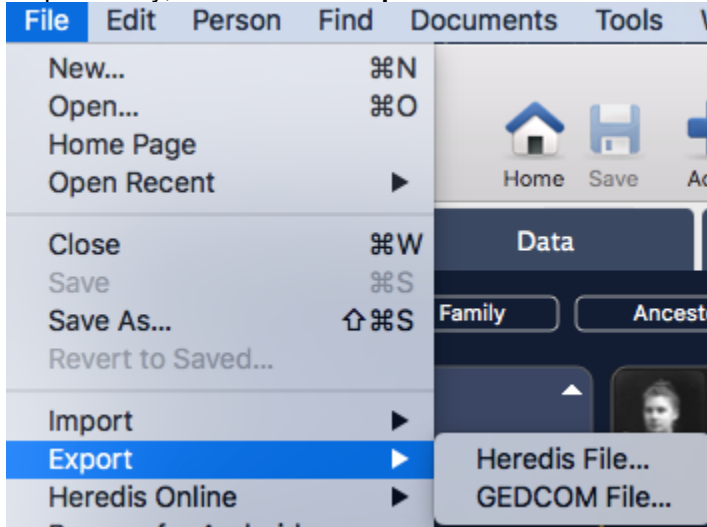 File Edit Person Find Documents Tools
New... ⌘N
Open... ⌘O
Home Page
Open Recent ▶
Home Save
Close ⌘W
Data
Save ⌘S
Save As... ⇧⌘S
Family
Revert to Saved...
Import ▶
Export ▶
Heredis File...
Heredis Online ▶
GEDCOM File...